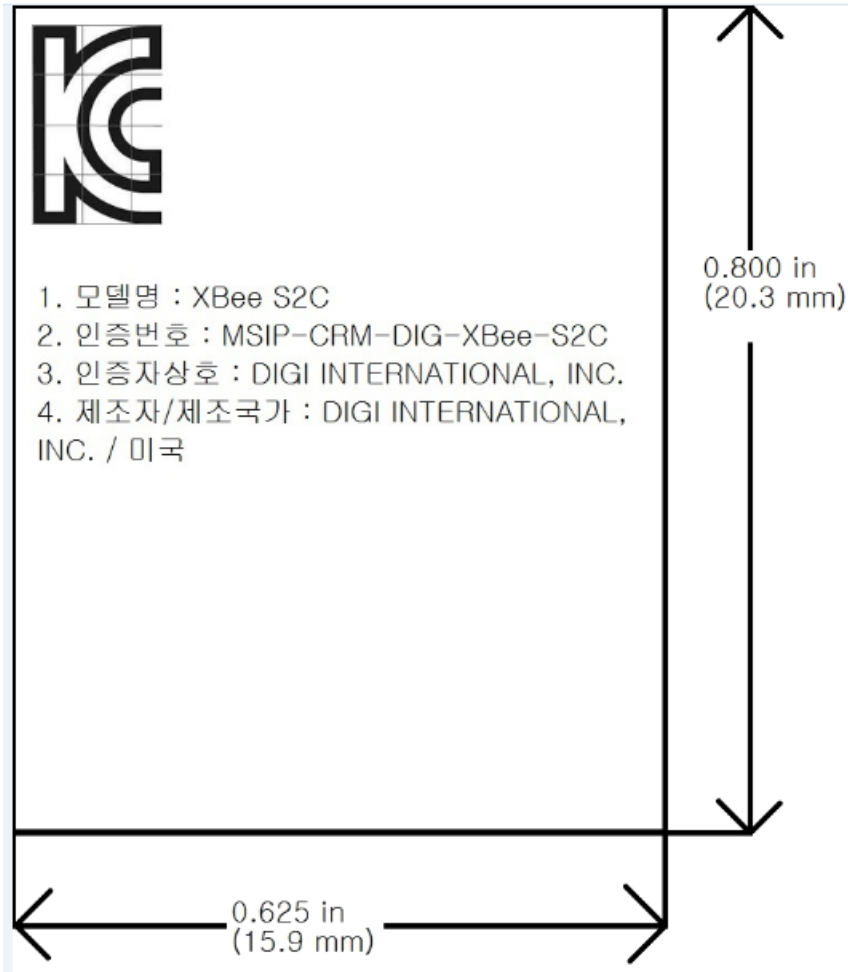 KC
1. 모델명 : XBee S2C
2. 인증번호 : MSIP-CRM-DIG-XBee-S2C
3. 인증자상호 : DIGI INTERNATIONAL, INC.
4. 제조자/제조국가 : DIGI INTERNATIONAL,
INC. / 미국
0.800 in
(20.3 mm)
0.625 in
(15.9 mm)